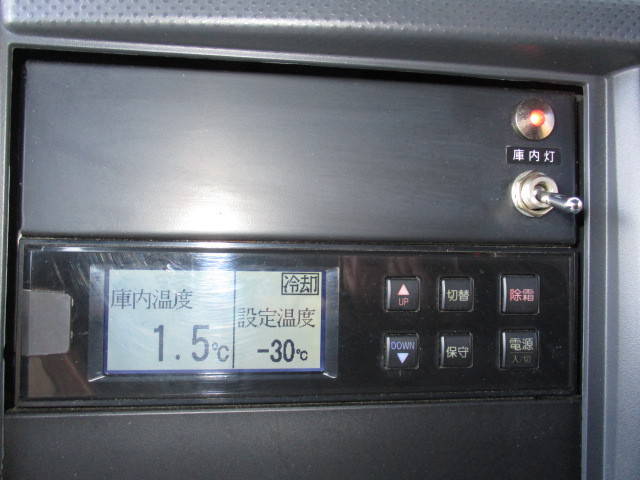 庫内灯
冷却
庫内温度
1.5℃
設定温度
-30℃
UP
切替
除霜
DOWN
保守
電源
入/切